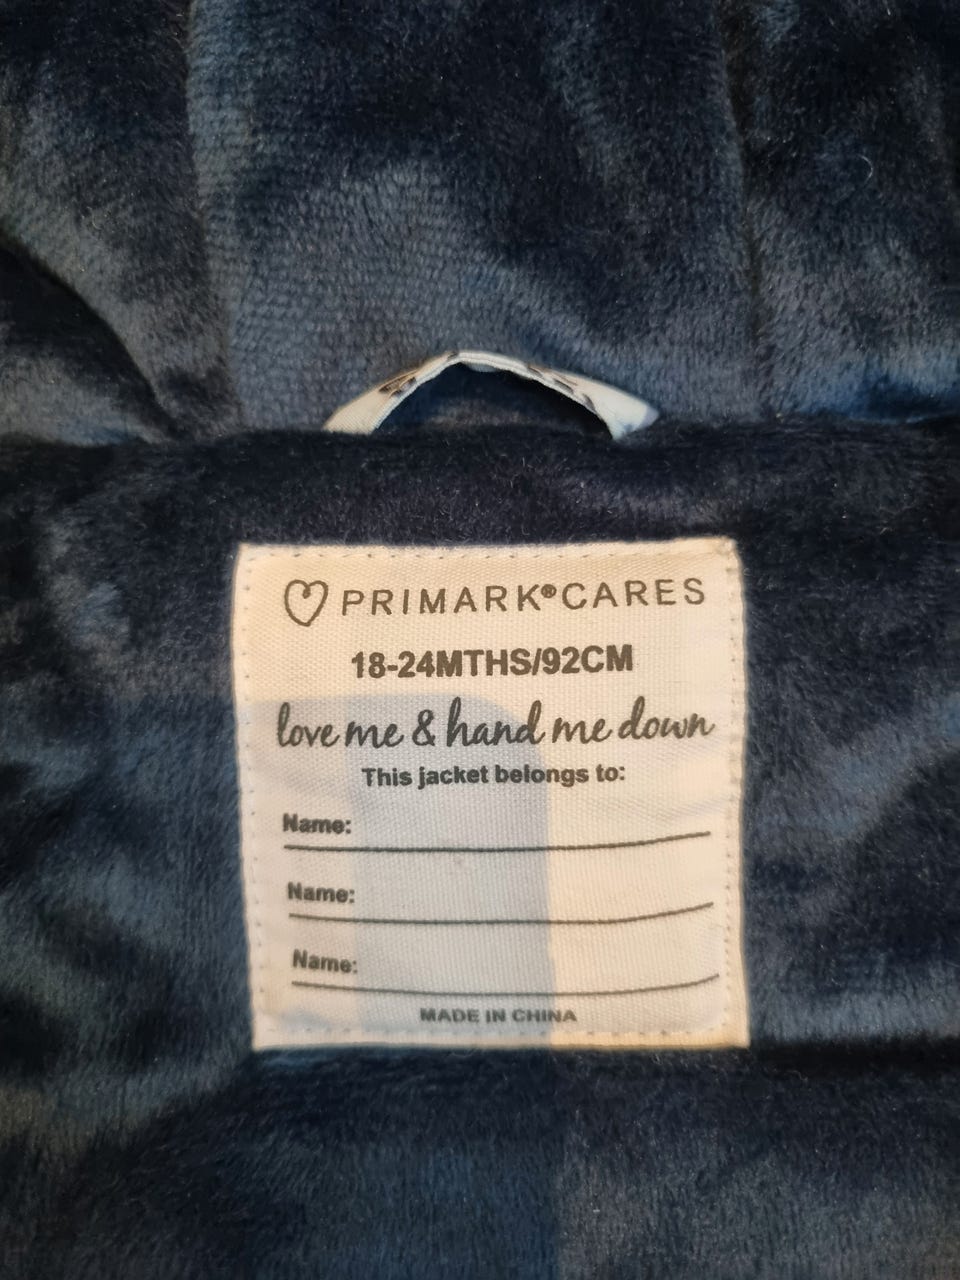 PRIMARK®CARES
18-24MTHS/92CM
love me & hand me down
This jacket belongs to:
Name:
Name:
Name:
MADE IN CHINA